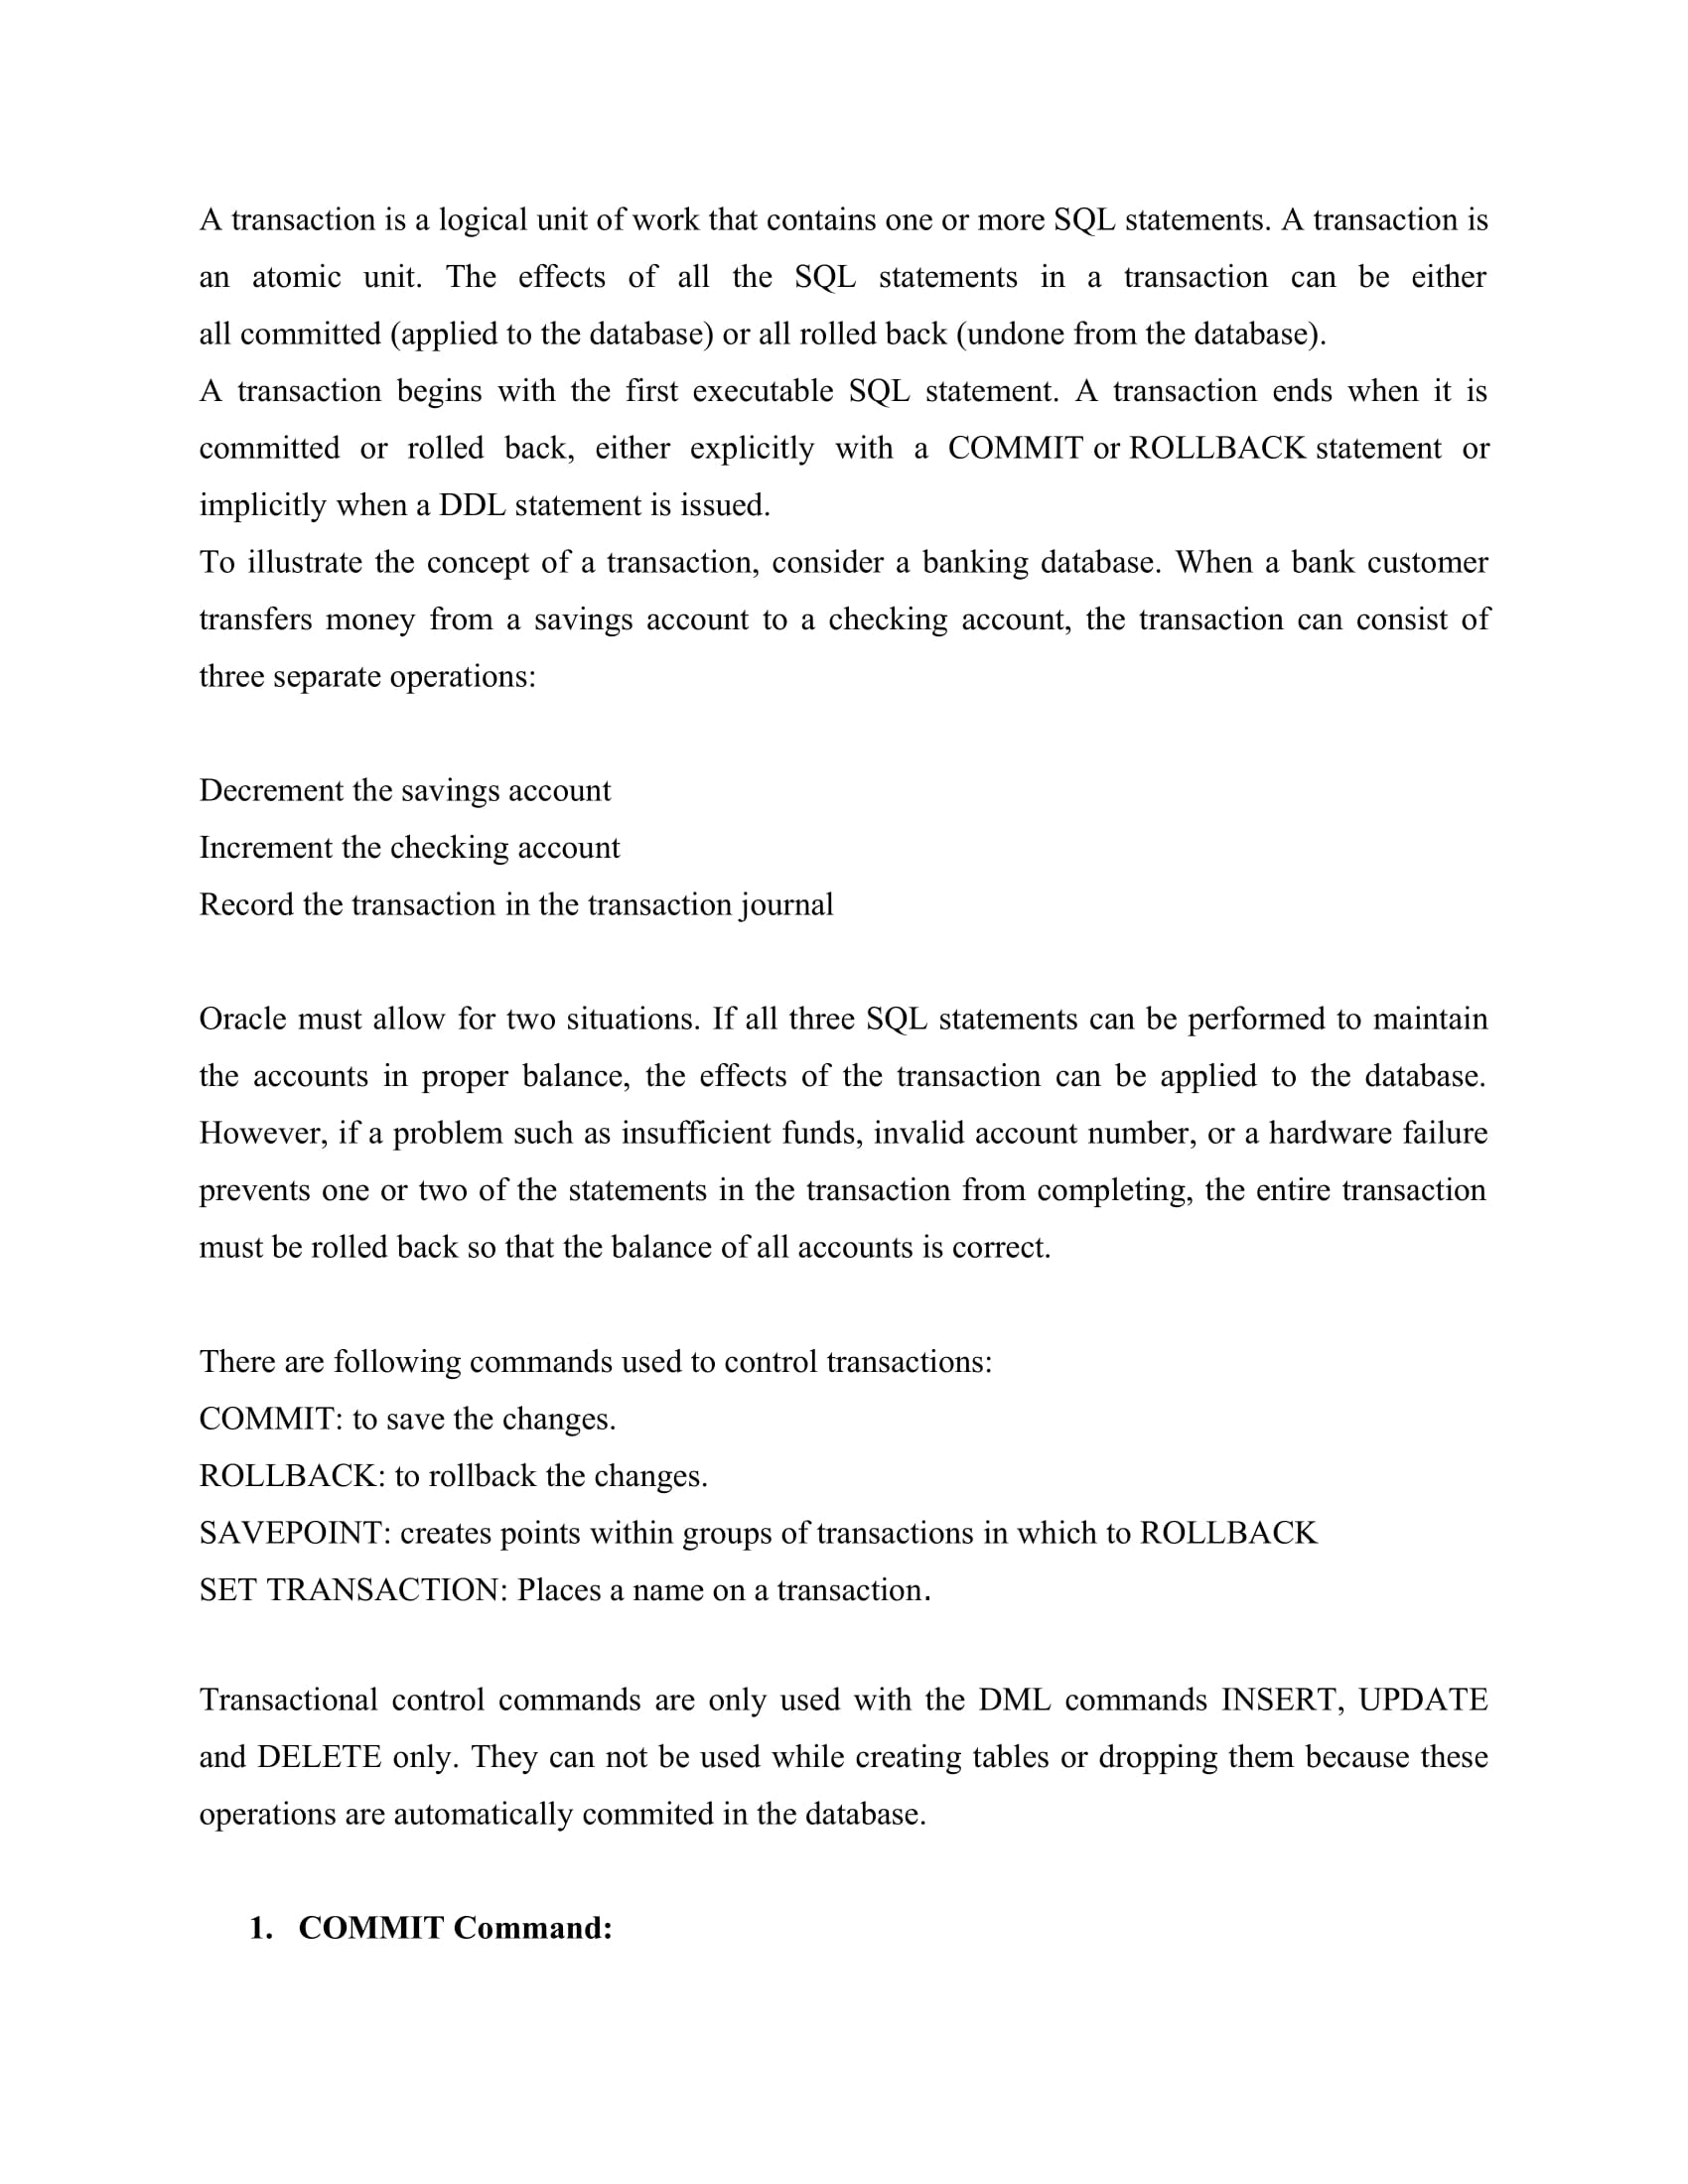 A transaction is a logical unit of work that contains one or more SQL statements. A transaction is
an atomic unit. The effects of all the SQL statements in a transaction can be either
all committed (applied to the database) or all rolled back (undone from the database).
A transaction begins with the first executable SQL statement. A transaction ends when it is
committed or rolled back, either explicitly with a COMMIT or ROLLBACK statement or
implicitly when a DDL statement is issued.
To illustrate the concept of a transaction, consider a banking database. When a bank customer
transfers money from a savings account to a checking account, the transaction can consist of
three separate operations:
Decrement the savings account
Increment the checking account
Record the transaction in the transaction journal
Oracle must allow for two situations. If all three SQL statements can be performed to maintain
the accounts in proper balance, the effects of the transaction can be applied to the database.
However, if a problem such as insufficient funds, invalid account number, or a hardware failure
prevents one or two of the statements in the transaction from completing, the entire transaction
must be rolled back so that the balance of all accounts is correct.
There are following commands used to control transactions:
COMMIT: to save the changes.
ROLLBACK: to rollback the changes.
SAVEPOINT: creates points within groups of transactions in which to ROLLBACK
SET TRANSACTION: Places a name on a transaction.
Transactional control commands are only used with the DML commands INSERT, UPDATE
and DELETE only. They can not be used while creating tables or dropping them because these
operations are automatically commited in the database.
1. COMMIT Command: